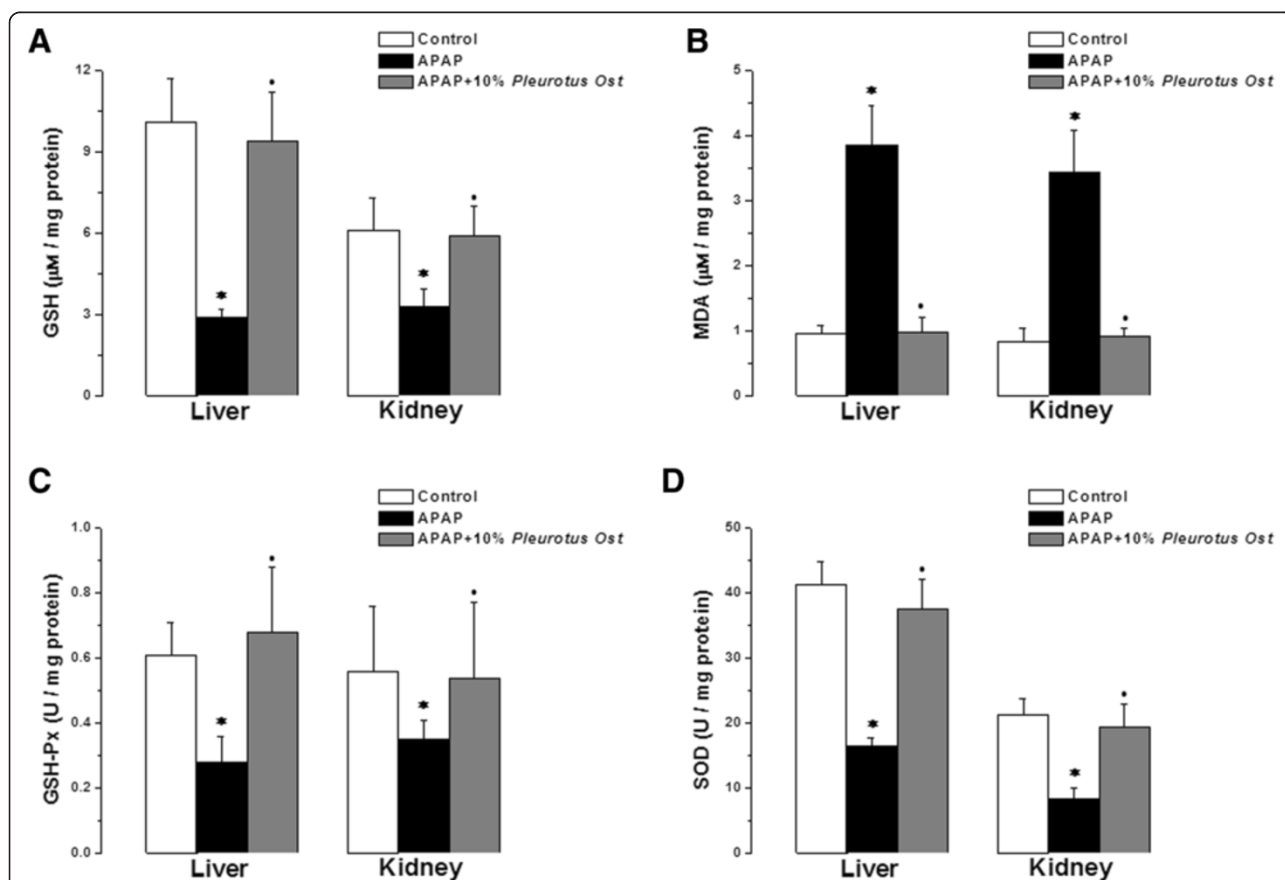 A
Control
APAP
APAP+10% Pleurotus Ost
GSH (µM / mg protein)
12
9
6
3
0
*
•
*
•
Liver Kidney
B
Control
APAP
APAP+10% Pleurotus Ost
MDA (µM / mg protein)
5
4
3
2
1
0
*
•
*
•
Liver Kidney
C
Control
APAP
APAP+10% Pleurotus Ost
GSH-Px (U / mg protein)
1.0
0.8
0.6
0.4
0.2
0.0
*
•
*
•
Liver Kidney
D
Control
APAP
APAP+10% Pleurotus Ost
SOD (U / mg protein)
50
40
30
20
10
0
*
•
*
•
Liver Kidney